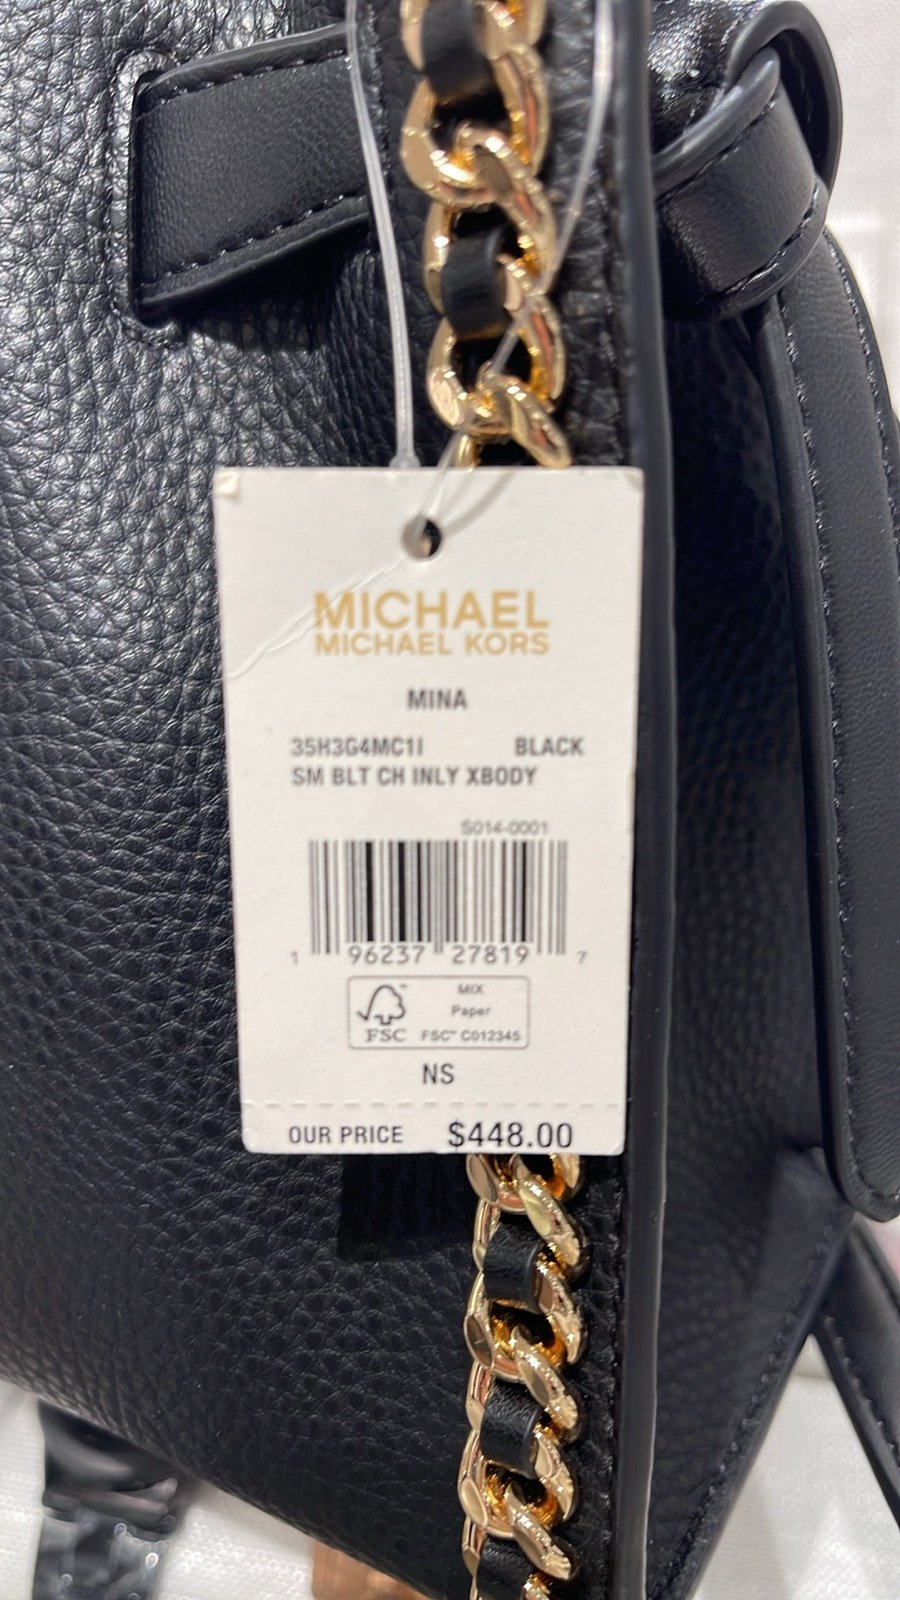 MICHAEL
MICHAEL KORS
MINA
35H3G4MC1I BLACK
SM BLT CH INLY XBODY
S014-0001
1 96237 27819 7
MIX
Paper
FSC™ C012345
FSC
NS
OUR PRICE $448.00